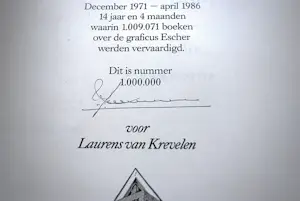 December 1971 – april 1986
14 jaar en 4 maanden
waarin 1.009.071 boeken
over de graficus Escher
werden vervaardigd.
Dit is nummer
1.000.000
voor
Laurens van Krevelen